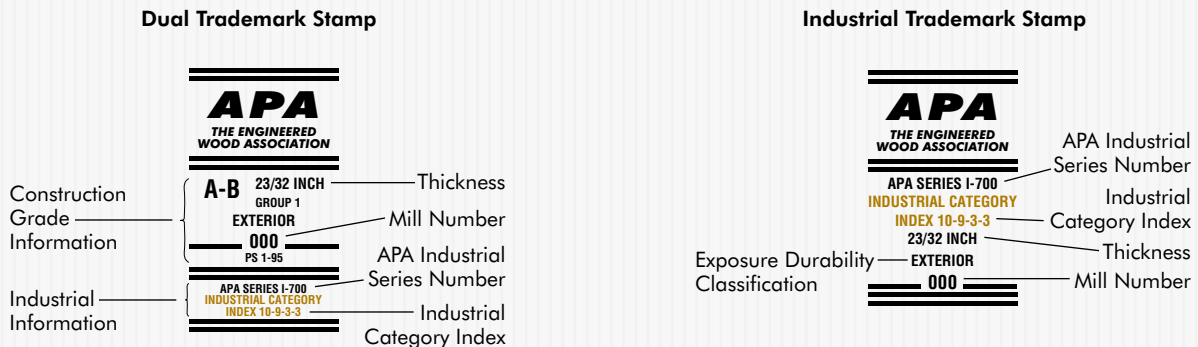 Dual Trademark Stamp
APA
THE ENGINEERED
WOOD ASSOCIATION
Construction
Grade
Information
A-B
23/32 INCH
GROUP 1
EXTERIOR
000
PS 1-95
Thickness
Mill Number
APA Industrial
Series Number
Industrial
Information
APA SERIES I-700
INDUSTRIAL CATEGORY
INDEX 10-9-3-3
Industrial
Category Index
Industrial Trademark Stamp
APA
THE ENGINEERED
WOOD ASSOCIATION
APA Industrial
Series Number
APA SERIES I-700
INDUSTRIAL CATEGORY
INDEX 10-9-3-3
Industrial
Category Index
23/32 INCH
Thickness
Exposure Durability
Classification
EXTERIOR
000
Mill Number